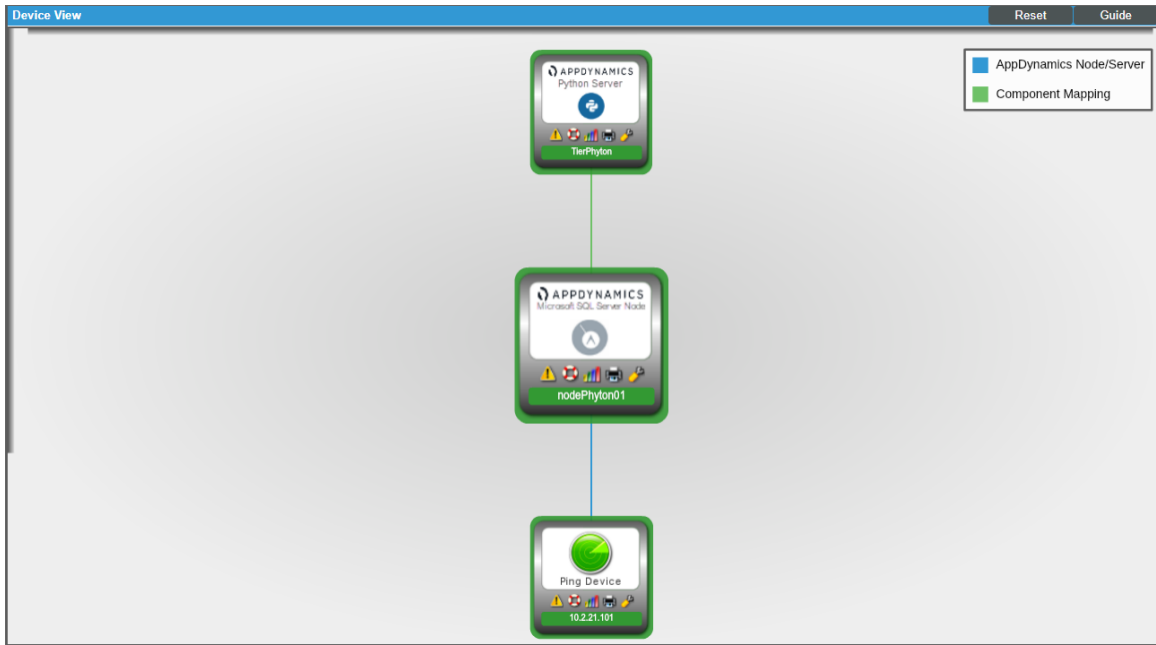 Device View
Reset
Guide
AppDynamics Node/Server
Component Mapping
APPDYNAMICS
Python Server
TierPhyton
APPDYNAMICS
Microsoft SQL Server Node
nodePhyton01
Ping Device
10.2.21.101